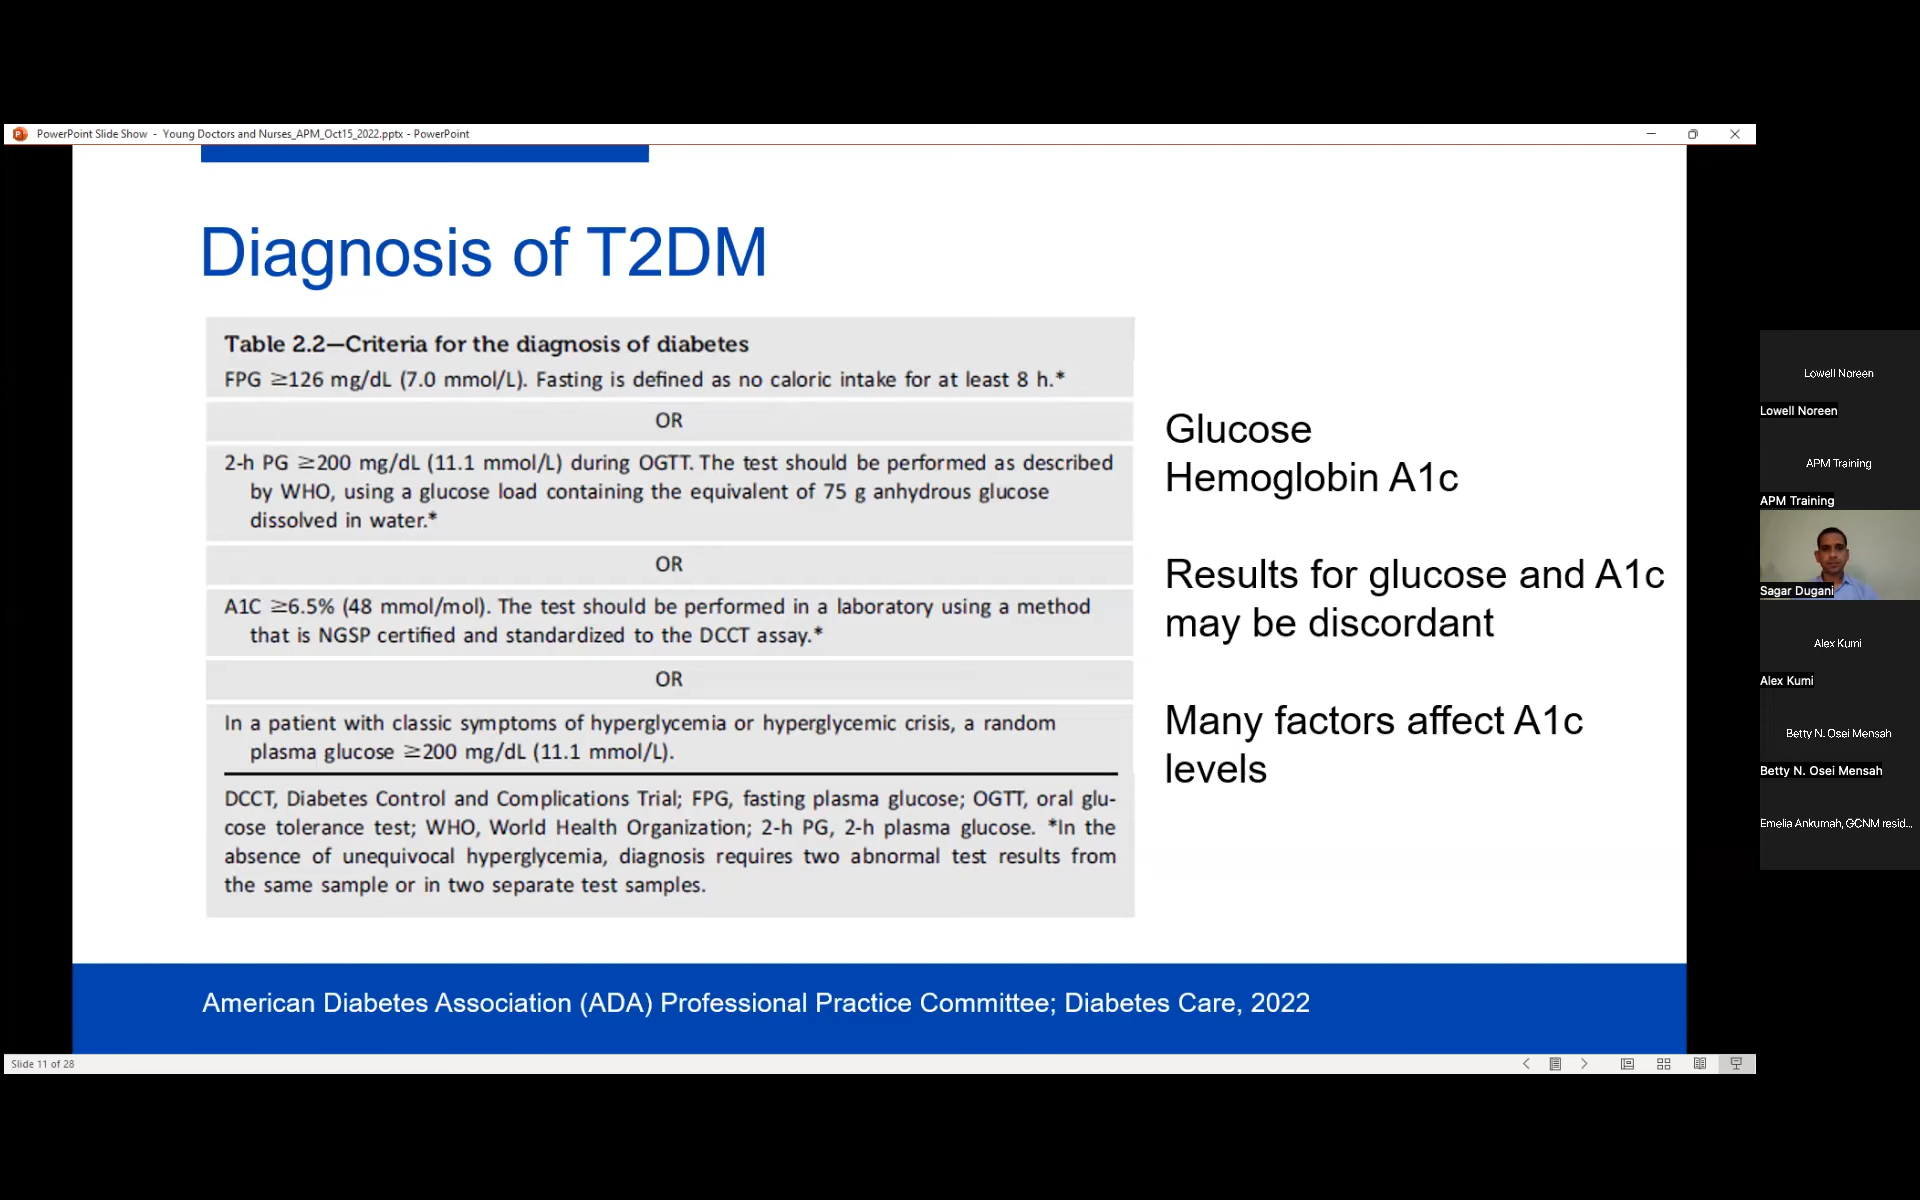 PowerPoint Slide Show - Young Doctors and Nurses_APM_Oct15_2022.pptx - PowerPoint
Diagnosis of T2DM
Table 2.2—Criteria for the diagnosis of diabetes
FPG ≥126 mg/dL (7.0 mmol/L). Fasting is defined as no caloric intake for at least 8 h.*
OR
2-h PG ≥200 mg/dL (11.1 mmol/L) during OGTT. The test should be performed as described
by WHO, using a glucose load containing the equivalent of 75 g anhydrous glucose
dissolved in water.*
OR
A1C ≥6.5% (48 mmol/mol). The test should be performed in a laboratory using a method
that is NGSP certified and standardized to the DCCT assay.*
OR
In a patient with classic symptoms of hyperglycemia or hyperglycemic crisis, a random
plasma glucose ≥200 mg/dL (11.1 mmol/L).
DCCT, Diabetes Control and Complications Trial; FPG, fasting plasma glucose; OGTT, oral glu-
cose tolerance test; WHO, World Health Organization; 2-h PG, 2-h plasma glucose. *In the
absence of unequivocal hyperglycemia, diagnosis requires two abnormal test results from
the same sample or in two separate test samples.
Glucose
Hemoglobin A1c
Results for glucose and A1c
may be discordant
Many factors affect A1c
levels
American Diabetes Association (ADA) Professional Practice Committee; Diabetes Care, 2022
Slide 11 of 28
Lowell Noreen
Lowell Noreen
APM Training
APM Training
Sagar Dugani
Alex Kumi
Alex Kumi
Betty N. Osei Mensah
Betty N. Osei Mensah
Emelia Ankumah, GCNM resid...